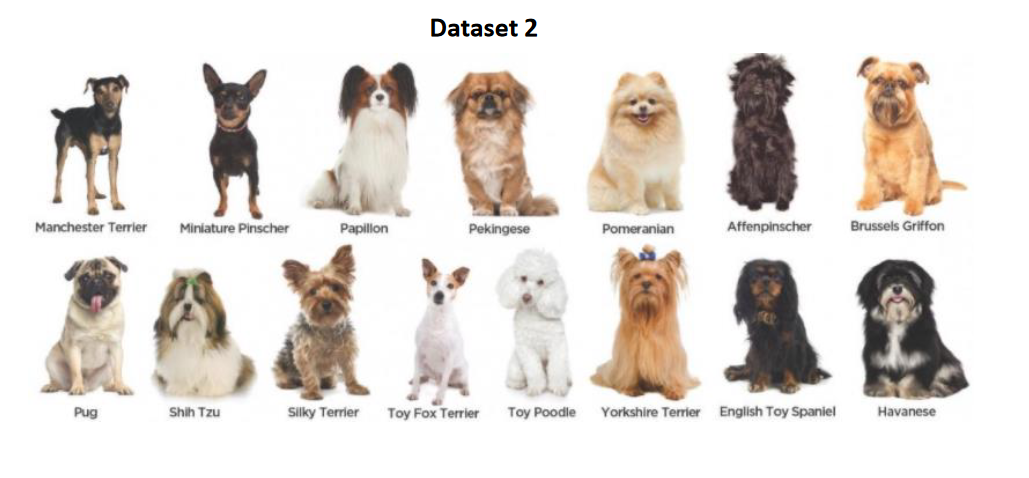 Dataset 2
Manchester Terrier
Miniature Pinscher
Papillon
Pekingese
Pomeranian
Affenpinscher
Brussels Griffon
Pug
Shih Tzu
Silky Terrier
Toy Fox Terrier
Toy Poodle
Yorkshire Terrier
English Toy Spaniel
Havanese